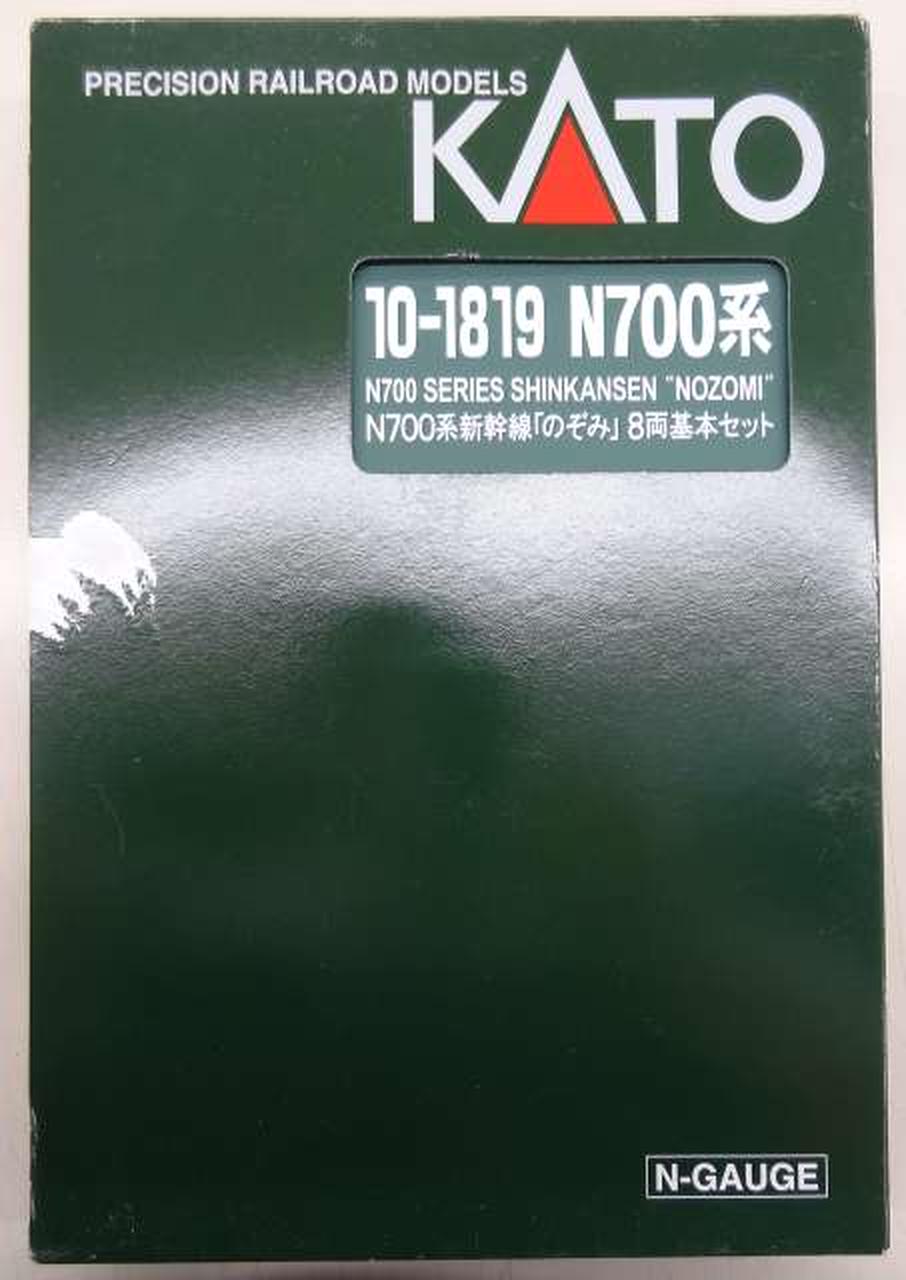 PRECISION RAILROAD MODELS
KATO
10-1819 N700系
N700 SERIES SHINKANSEN "NOZOMI"
N700系新幹線「のぞみ」 8両基本セット
N-GAUGE